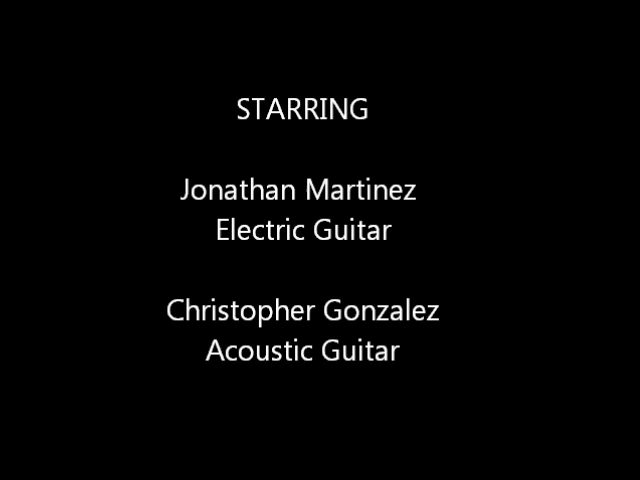 STARRING
Jonathan Martinez
Electric Guitar
Christopher Gonzalez
Acoustic Guitar